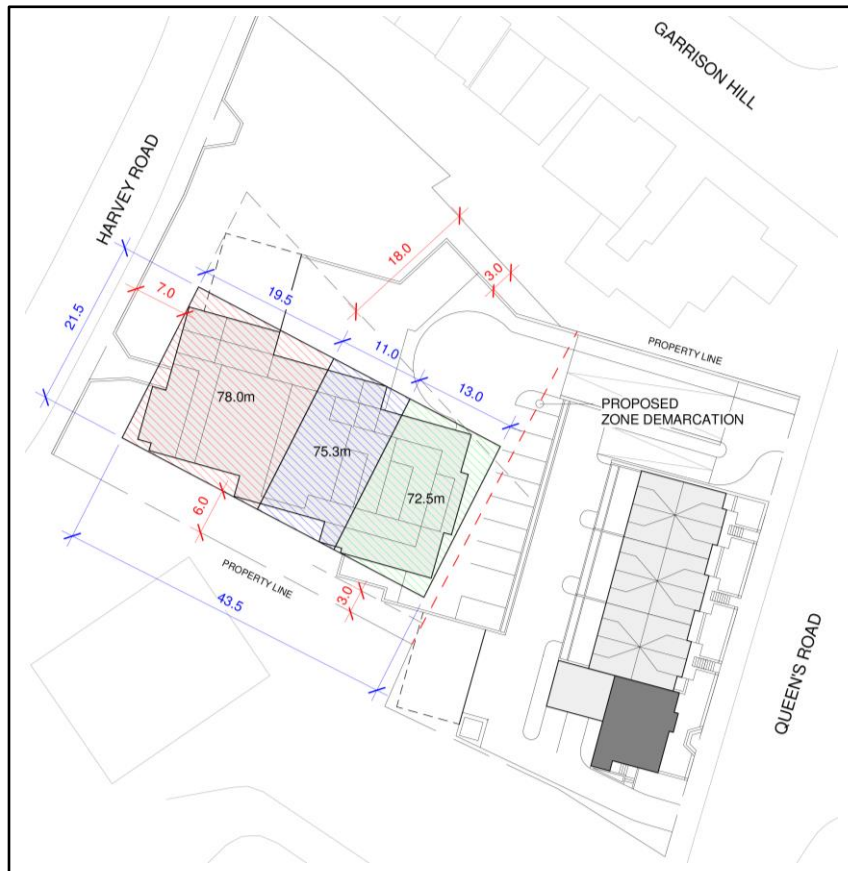 GARRISON HILL
HARVEY ROAD
18.0
3.0
7.0
19.5
21.5
11.0
13.0
PROPERTY LINE
PROPOSED
ZONE DEMARCATION
78.0m
75.3m
72.5m
6.0
PROPERTY LINE
3.0
43.5
QUEEN'S ROAD